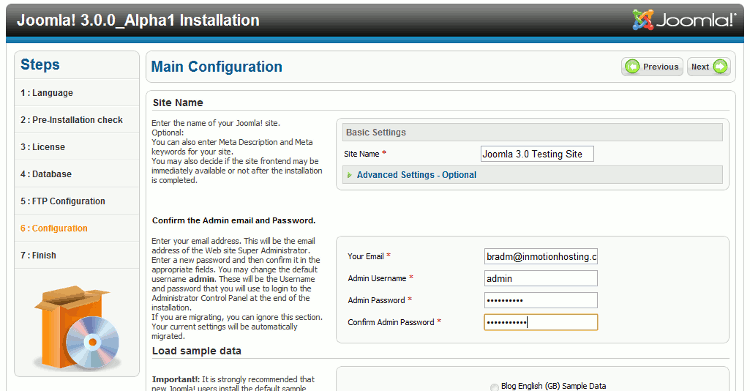 Joomla! 3.0.0_Alpha1 Installation
Joomla!
Steps
1 : Language
2 : Pre-Installation check
3 : License
4 : Database
5 : FTP Configuration
6 : Configuration
7 : Finish
Main Configuration
Previous
Next
Site Name
Enter the name of your Joomla! site.
Optional:
You can also enter Meta Description and Meta
keywords for your site.
You may also decide if the site frontend may be
immediately available or not after the installation
is completed.
Basic Settings
Site Name * Joomla 3.0 Testing Site
Advanced Settings - Optional
Confirm the Admin email and Password.
Enter your email address. This will be the email
address of the Web site Super Administrator.
Enter a new password and then confirm it in the
appropriate fields. You may change the default
username admin. These will be the Username
and password that you will use to login to the
Administrator Control Panel at the end of the
installation.
If you are migrating, you can ignore this section.
Your current settings will be automatically
migrated.
Your Email * bradm@inmotionhosting.c
Admin Username * admin
Admin Password * ••••••••••
Confirm Admin Password * •••••••••••
Load sample data
Important!: It is strongly recommended that
new Joomla! users install the default sample
Blog English (GB) Sample Data